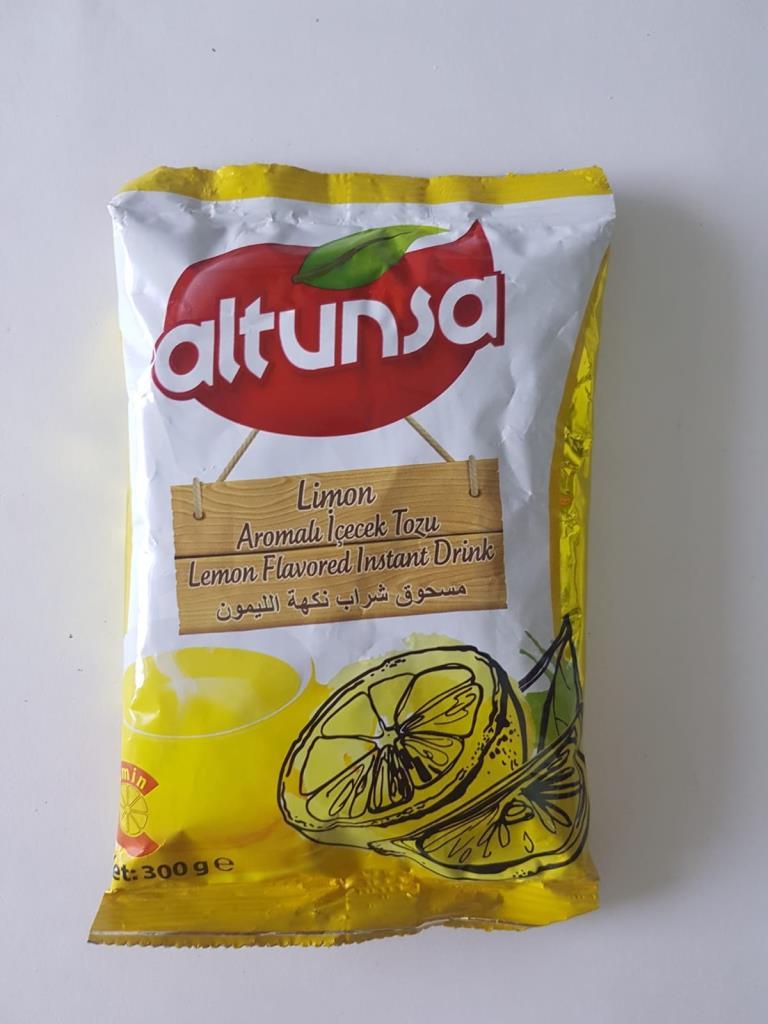 altunsa
Limon
Aromalı İçecek Tozu
Lemon Flavored Instant Drink
مسحوق شراب نكهة الليمون
300 g e